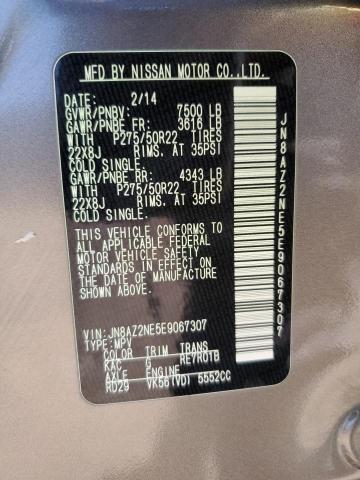 MFD BY NISSAN MOTOR CO.,LTD.
DATE: 2/14
GVWR/PNBV: 7500 LB
GAWR/PNBE FR: 3618 LB
WITH P275/50R22 TIRES
22X8J RIMS. AT 35PSI
COLD SINGLE.
GAWR/PNBE RR: 4343 LB
WITH P275/50R22 TIRES
22X8J RIMS. AT 35PSI
COLD SINGLE.
THIS VEHICLE CONFORMS TO
ALL APPLICABLE FEDERAL
MOTOR VEHICLE SAFETY
STANDARDS IN EFFECT ON
THE DATE OF MANUFACTURE
SHOWN ABOVE.
VIN: JN8AZ2NE5E9067307
TYPE: MPV
COLOR TRIM TRANS
KAC G RE7R01B
AXLE ENGINE
RD29 VK56(VD) 5552CC
JN8AZ2NE5E9067307